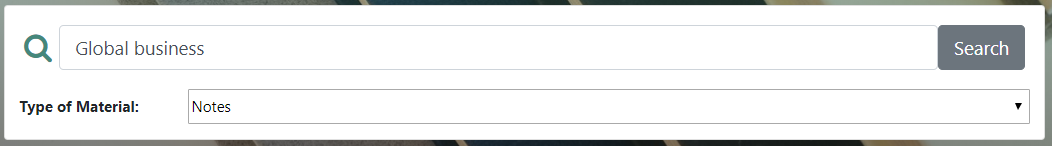 Global business Search
Type of Material: Notes